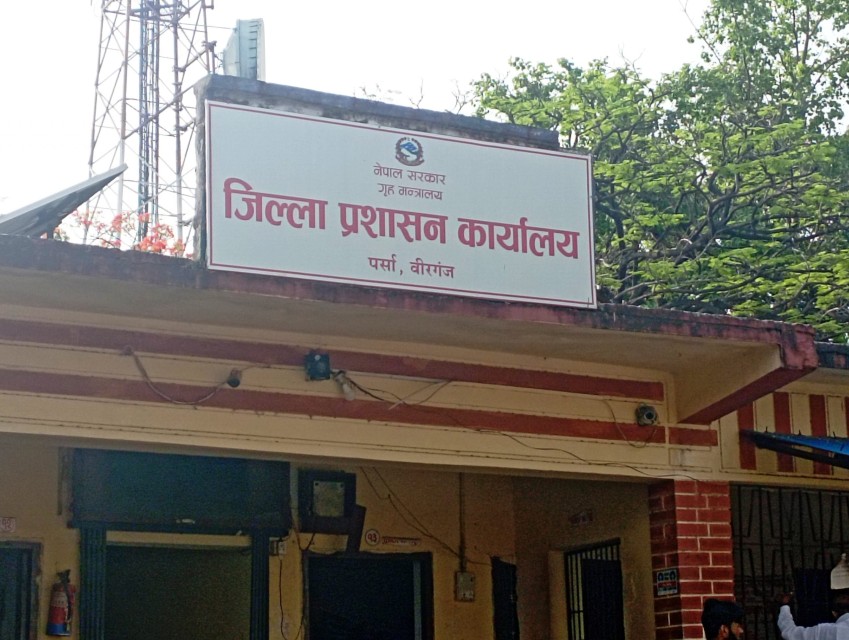 नेपाल सरकार
गृह मन्त्रालय
जिल्ला प्रशासन कार्यालय
पर्सा, वीरगंज